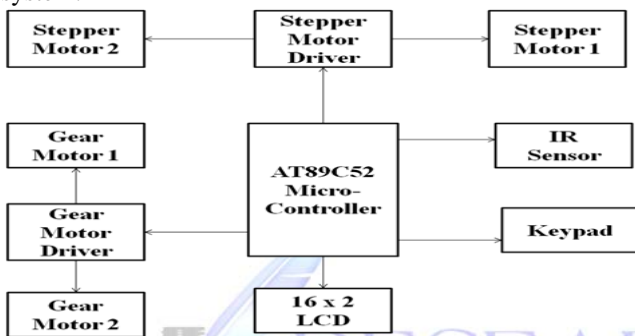 Stepper
Motor 2
Stepper
Motor
Driver
Stepper
Motor 1
Gear
Motor 1
AT89C52
Micro-
Controller
IR
Sensor
Gear
Motor
Driver
Keypad
Gear
Motor 2
16 x 2
LCD